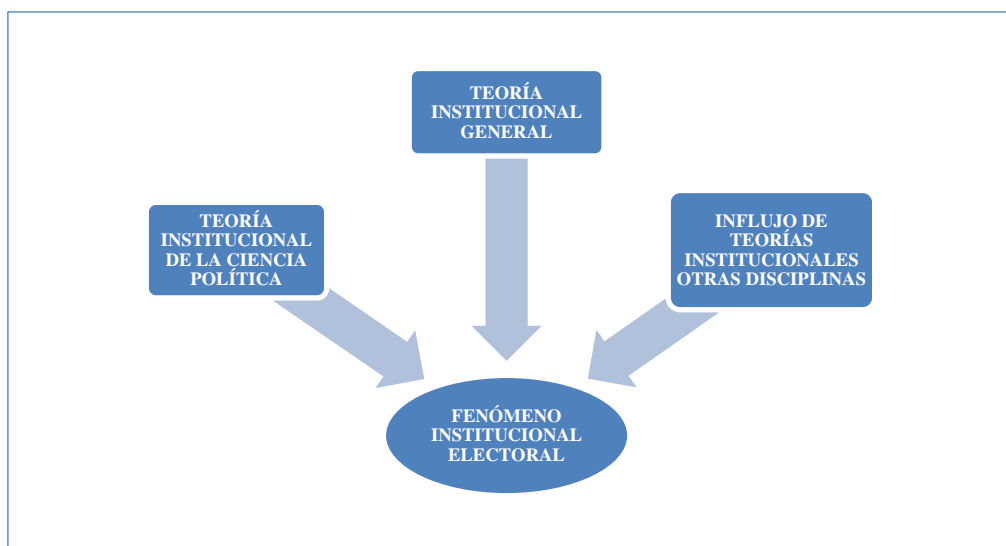 TEORÍA
INSTITUCIONAL
GENERAL
TEORÍA
INSTITUCIONAL
DE LA CIENCIA
POLÍTICA
INFLUJO DE
TEORÍAS
INSTITUCIONALES
OTRAS DISCIPLINAS
FENÓMENO
INSTITUCIONAL
ELECTORAL